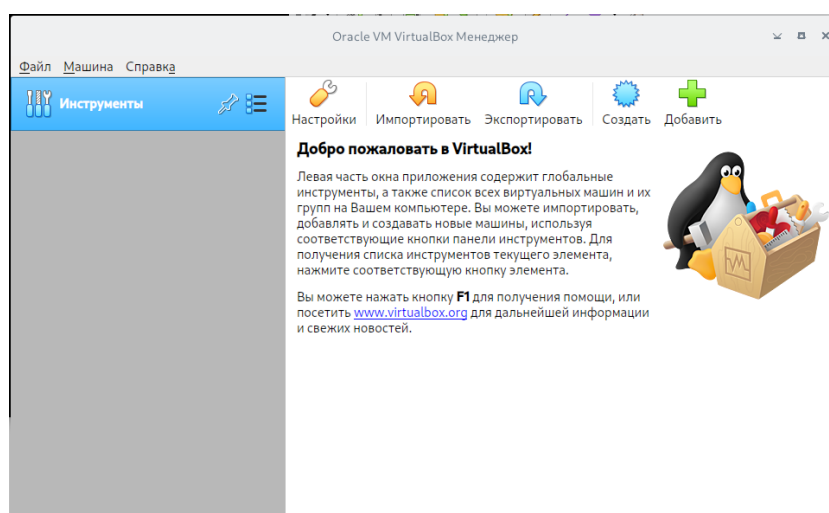 Oracle VM VirtualBox Менеджер
Файл Машина Справка
Инструменты
Настройки Импортировать Экспортировать Создать Добавить
Добро пожаловать в VirtualBox!
Левая часть окна приложения содержит глобальные
инструменты, а также список всех виртуальных машин и их
групп на Вашем компьютере. Вы можете импортировать,
добавлять и создавать новые машины, используя
соответствующие кнопки панели инструментов. Для
получения списка инструментов текущего элемента,
нажмите соответствующую кнопку элемента.
Вы можете нажать кнопку F1 для получения помощи, или
посетить www.virtualbox.org для дальнейшей информации
и свежих новостей.